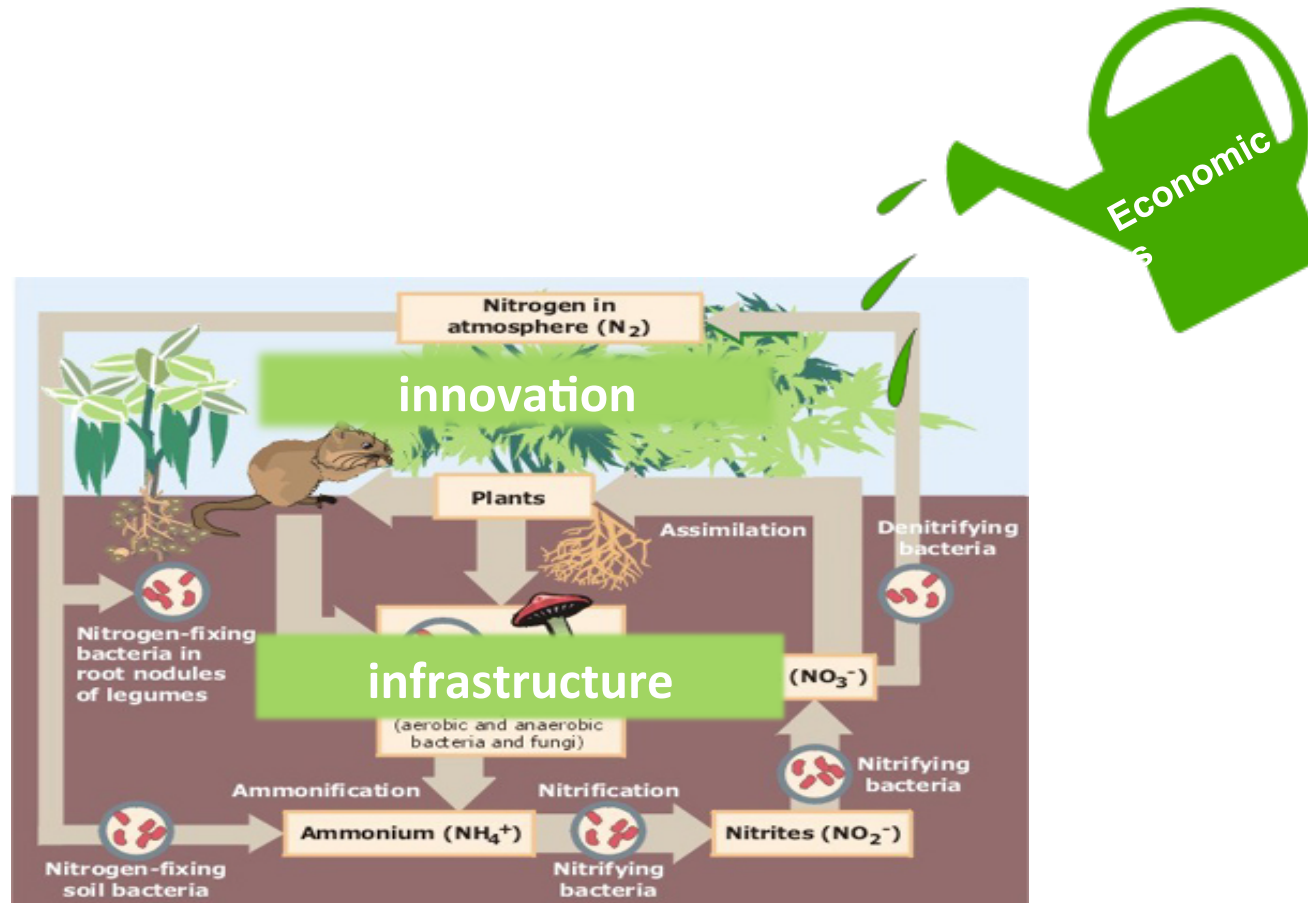 Economic
s
Nitrogen in
atmosphere (N₂)
innovation
Plants
Assimilation
Denitrifying
bacteria
Nitrogen-fixing
bacteria in
root nodules
of legumes
infrastructure
(NO₃⁻)
(aerobic and anaerobic
bacteria and fungi)
Nitrifying
bacteria
Ammonification
Nitrification
Ammonium (NH₄⁺)
Nitrites (NO₂⁻)
Nitrogen-fixing
soil bacteria
Nitrifying
bacteria